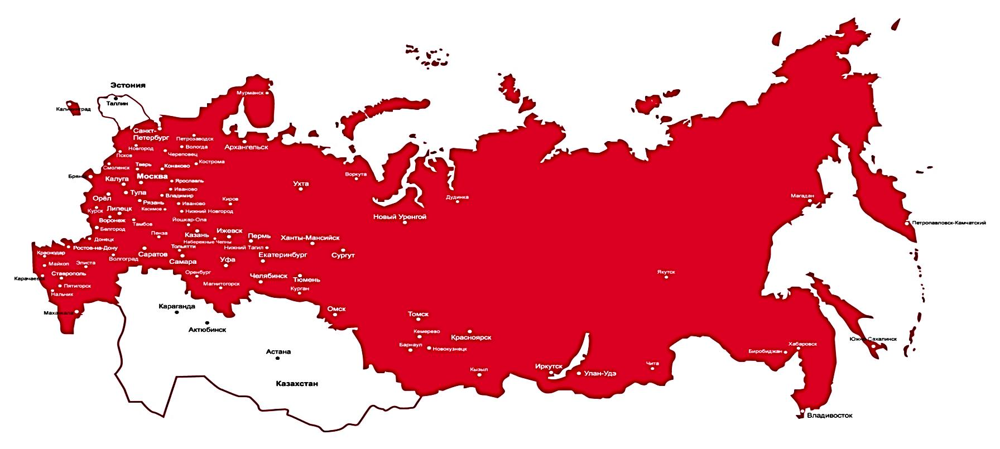 Эстония
Мурманск
Таллин
Калининград
Санкт-
Петербург
Петрозаводск
Новгород
Вологда
Архангельск
Псков
Череповец
Смоленск
Тверь
Конаково
Кострома
Брянск
Калуга
Москва
Ярославль
Воркута
Ухта
Тула
Иваново
Владимир
Орёл
Рязань
Иваново
Киров
Дудинка
Магадан
Курск
Липецк
Касимов
Нижний Новгород
Новый Уренгой
Воронеж
Тамбов
Йошкар-Ола
Петропавловск-Камчатский
Белгород
Пенза
Казань
Ижевск
Пермь
Ханты-Мансийск
Донецк
Набережные Челны
Ростов-на-Дону
Тольятти
Нижний Тагил
Краснодар
Саратов
Екатеринбург
Сургут
Волгоград
Самара
Уфа
Майкоп
Элиста
Ставрополь
Оренбург
Челябинск
Тюмень
Якутск
Карачаевск
Пятигорск
Магнитогорск
Курган
Нальчик
Караганда
Омск
Махачкала
Томск
Актюбинск
Кемерово
Красноярск
Южно-Сахалинск
Барнаул
Новокузнецк
Хабаровск
Биробиджан
Астана
Кызыл
Иркутск
Улан-Удэ
Чита
Казахстан
Владивосток